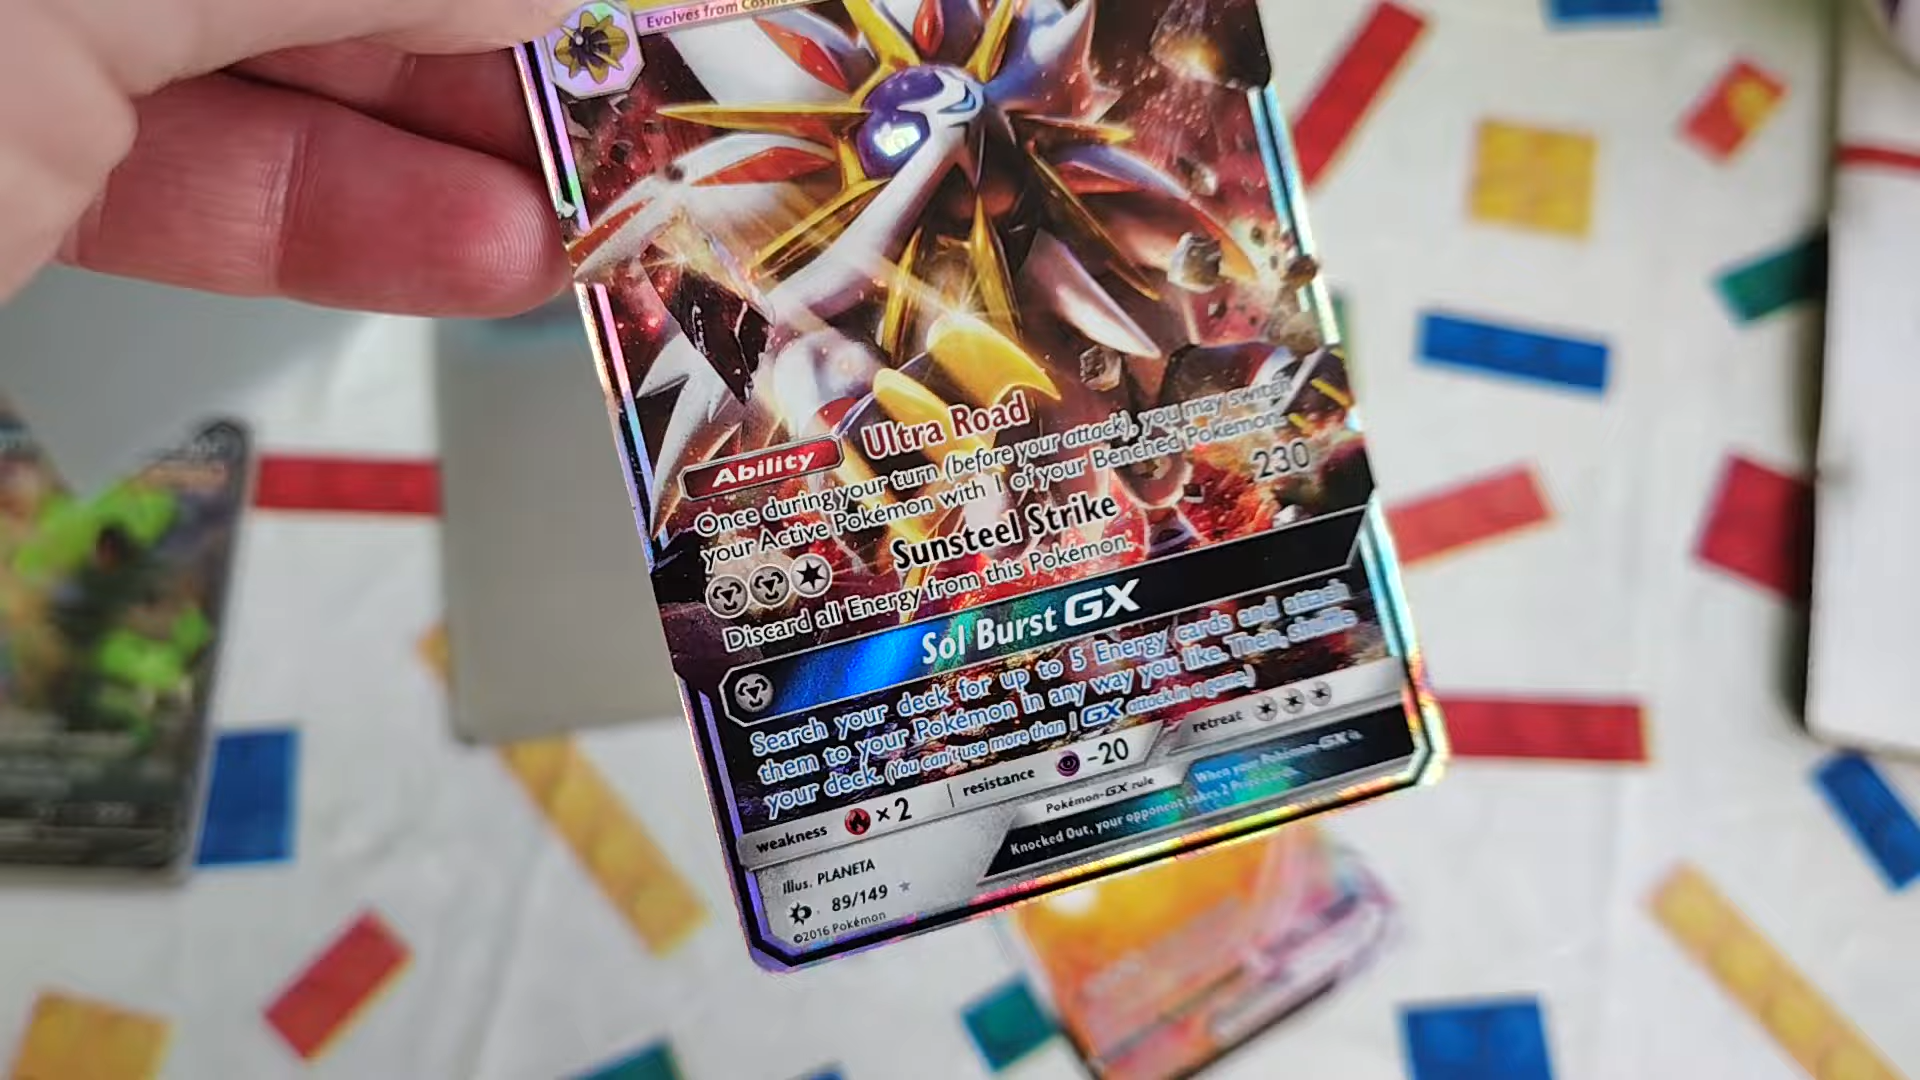 Evolves from Cosmo
Ability Ultra Road
Once during your turn (before your attack), you may switch
your Active Pokémon with 1 of your Benched Pokémon.
Sunsteel Strike 230
Discard all Energy from this Pokémon.
Sol Burst GX
Search your deck for up to 5 Energy cards and attach
them to your Pokémon in any way you like. Then, shuffle
your deck. (You can't use more than 1 GX attack in a game.)
weakness ×2 resistance -20 retreat
Pokémon-GX rule When your Pokémon-GX is
Knocked Out, your opponent takes 2 Prize
Illus. PLANETA
89/149
©2016 Pokémon